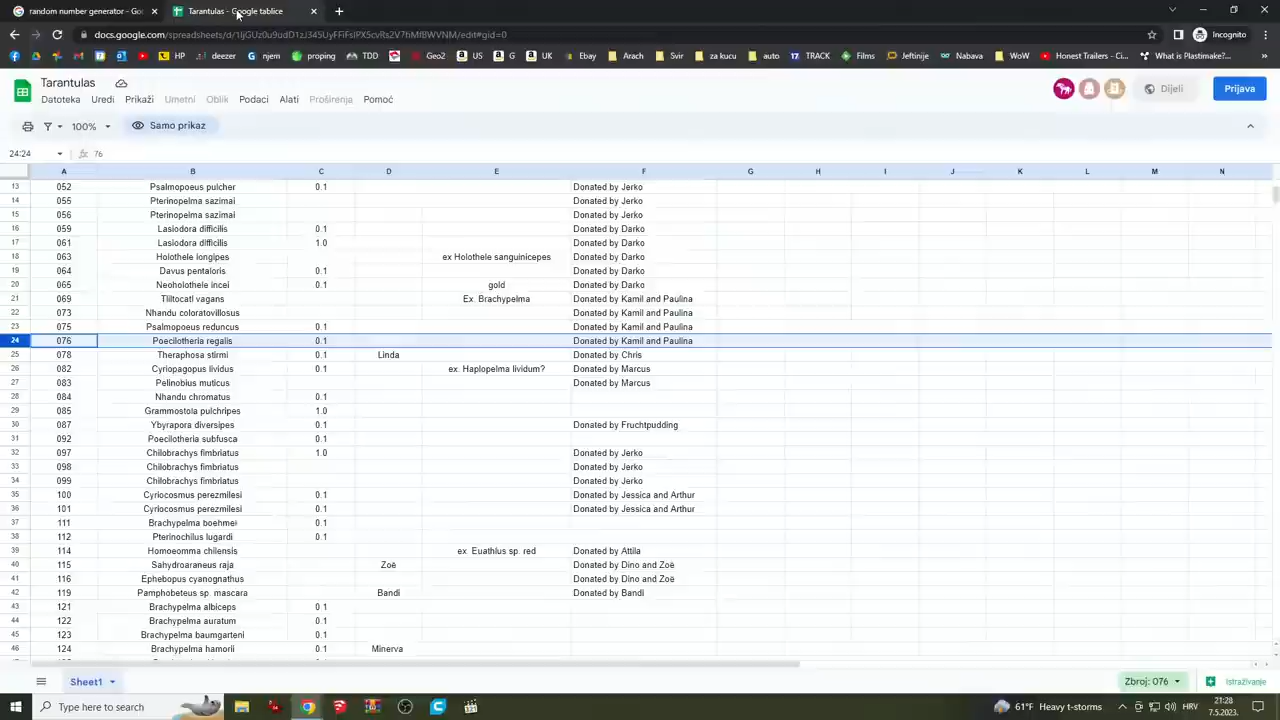 random number generator - Go
Tarantulas - Google tablice
docs.google.com/spreadsheets/d/
Incognito
YT
HP
deezer
njem
proping
TDD
Geo2
US
G
UK
Ebay
Arach
Svir
za kucu
auto
TRACK
Films
Jeftinje
Nabava
WoW
Honest Trailers - Y...
What is Plastimake?...
Tarantulas
Datoteka Uredi Prikaži Umetni Oblik Podaci Alati Proširenja Pomoć
Dijeli
Prijava
100%
Samo prikaz
24:24
fx 76
A B C D E F G H I J K L M N
13 052 Psalmopoeus pulcher 0.1 Donated by Jerko
14 055 Pterinopelma sazimai Donated by Jerko
15 056 Pterinopelma sazimai Donated by Jerko
16 059 Lasiodora difficilis 0.1 Donated by Darko
17 061 Lasiodora difficilis 1.0 Donated by Darko
18 063 Holothele longipes ex Holothele sanguinicepes Donated by Darko
19 064 Davus pentaloris 0.1 Donated by Darko
20 065 Neoholothele incei 0.1 gold Donated by Darko
21 069 Tliltocatl vagans Ex. Brachypelma Donated by Kamil and Paulina
22 073 Nhandu coloratovillosus Donated by Kamil and Paulina
23 075 Psalmopoeus reduncus 0.1 Donated by Kamil and Paulina
24 076 Poecilotheria regalis 0.1 Donated by Kamil and Paulina
25 078 Theraphosa stirmi 0.1 Linda Donated by Chris
26 082 Cyriopagopus lividus 0.1 ex. Haplopelma lividum? Donated by Marcus
27 083 Pelinobius muticus Donated by Marcus
28 084 Nhandu chromatus 0.1
29 085 Grammostola pulchripes 1.0
30 087 Ybyrapora diversipes 0.1 Donated by Fruchtpudding
31 092 Poecilotheria subfusca 0.1
32 097 Chilobrachys fimbriatus 1.0 Donated by Jerko
33 098 Chilobrachys fimbriatus Donated by Jerko
34 099 Chilobrachys fimbriatus Donated by Jerko
35 100 Cyriocosmus perezmilesi 0.1 Donated by Jessica and Arthur
36 101 Cyriocosmus perezmilesi 0.1 Donated by Jessica and Arthur
37 111 Brachypelma boehmei 0.1
38 112 Pterinochilus lugardi 0.1
39 114 Homoeomma chilensis ex. Euathlus sp. red Donated by Attila
40 115 Sahydroaraneus raja Zoë Donated by Dino and Zoë
41 116 Ephebopus cyanognathus Donated by Dino and Zoë
42 119 Pamphobeteus sp. mascara Bandi Donated by Bandi
43 121 Brachypelma albiceps 0.1
44 122 Brachypelma auratum 0.1
45 123 Brachypelma baumgarteni 0.1
46 124 Brachypelma hamorii 0.1 Minerva
Sheet1
Zbroj: 076
Istraživanje
Type here to search
61°F Heavy t-storms
HRV
21:28
7.5.2023.